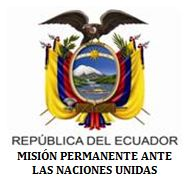 REPÚBLICA DEL ECUADOR
MISIÓN PERMANENTE ANTE
LAS NACIONES UNIDAS